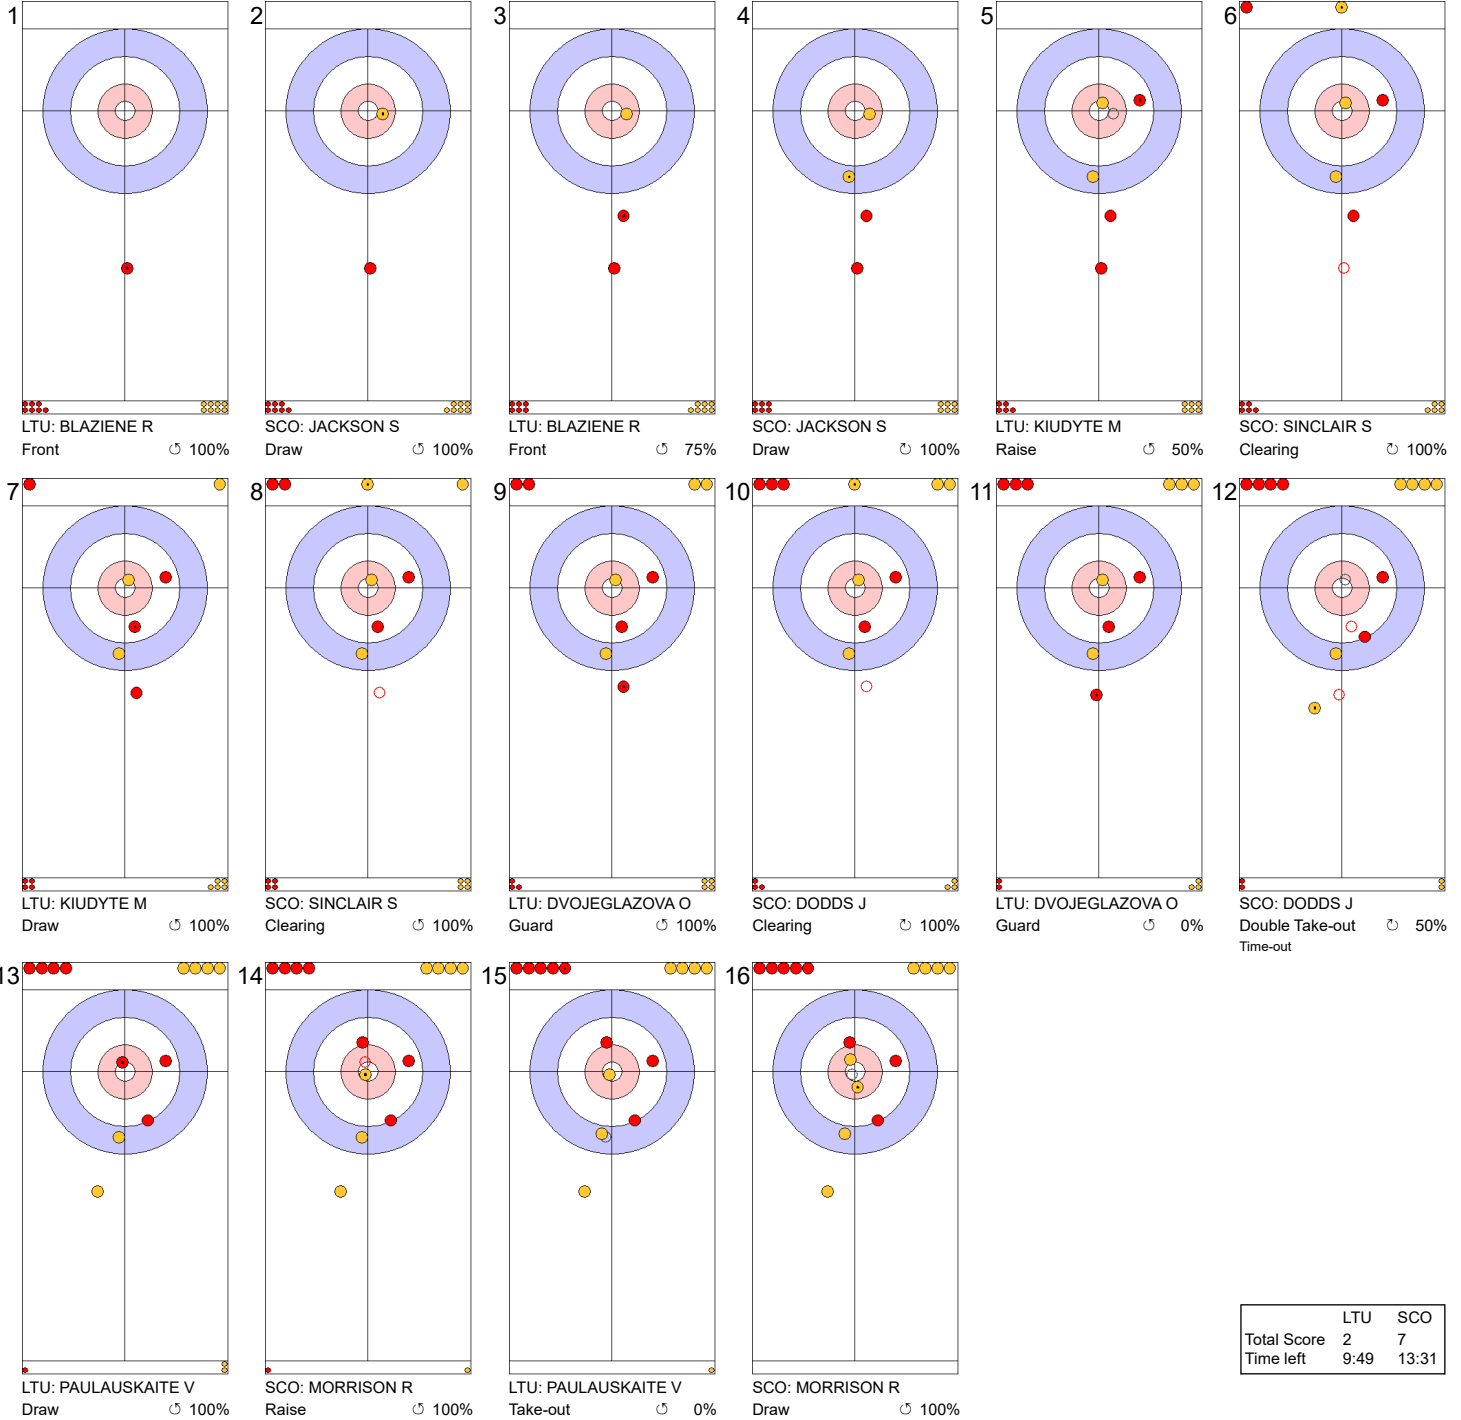 1
LTU: BLAZIENE R
Front ↺ 100%
2
SCO: JACKSON S
Draw ↺ 100%
3
LTU: BLAZIENE R
Front ↺ 75%
4
SCO: JACKSON S
Draw ↺ 100%
5
LTU: KIUDYTE M
Raise ↺ 50%
6
SCO: SINCLAIR S
Clearing ↺ 100%
7
LTU: KIUDYTE M
Draw ↺ 100%
8
SCO: SINCLAIR S
Clearing ↺ 100%
9
LTU: DVOJEGLAZOVA O
Guard ↺ 100%
10
SCO: DODDS J
Clearing ↻ 100%
11
LTU: DVOJEGLAZOVA O
Guard ↺ 0%
12
SCO: DODDS J
Double Take-out ↻ 50%
Time-out
13
LTU: PAULAUSKAITE V
Draw ↺ 100%
14
SCO: MORRISON R
Raise ↺ 100%
15
LTU: PAULAUSKAITE V
Take-out ↺ 0%
16
SCO: MORRISON R
Draw ↺ 100%
LTU SCO
Total Score 2 7
Time left 9:49 13:31